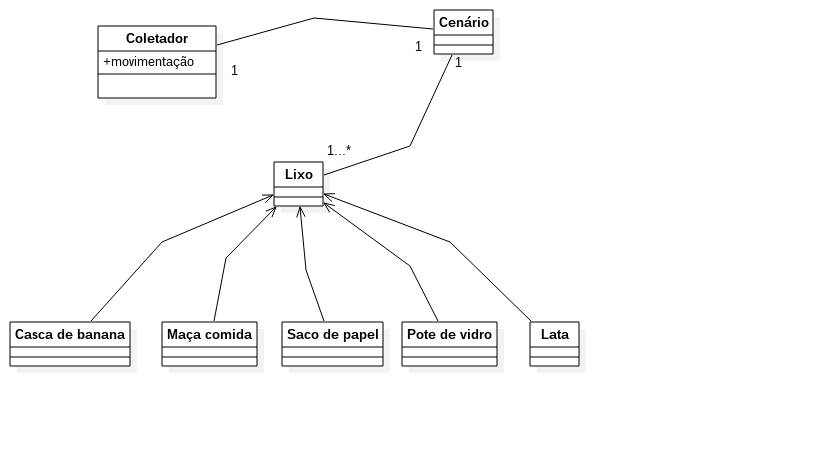 Coletador
+movimentação
1
1
Cenário
1
1...*
Lixo
Casca de banana
Maça comida
Saco de papel
Pote de vidro
Lata